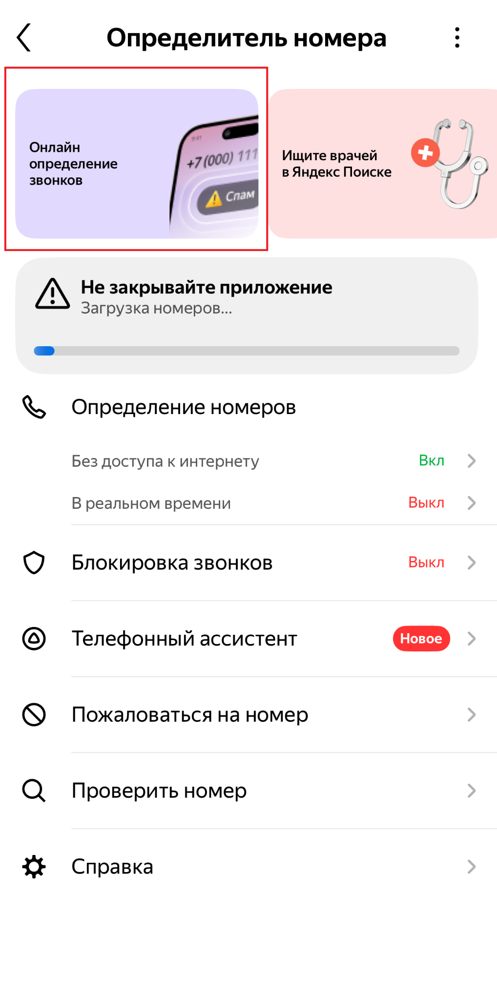 Определитель номера
Онлайн
определение
звонков
9:41
+7 (000) 111
Спам
Ищите врачей
в Яндекс Поиске
Не закрывайте приложение
Загрузка номеров...
Определение номеров
Без доступа к интернету
Вкл
В реальном времени
Выкл
Блокировка звонков
Выкл
Телефонный ассистент
Новое
Пожаловаться на номер
Проверить номер
Справка